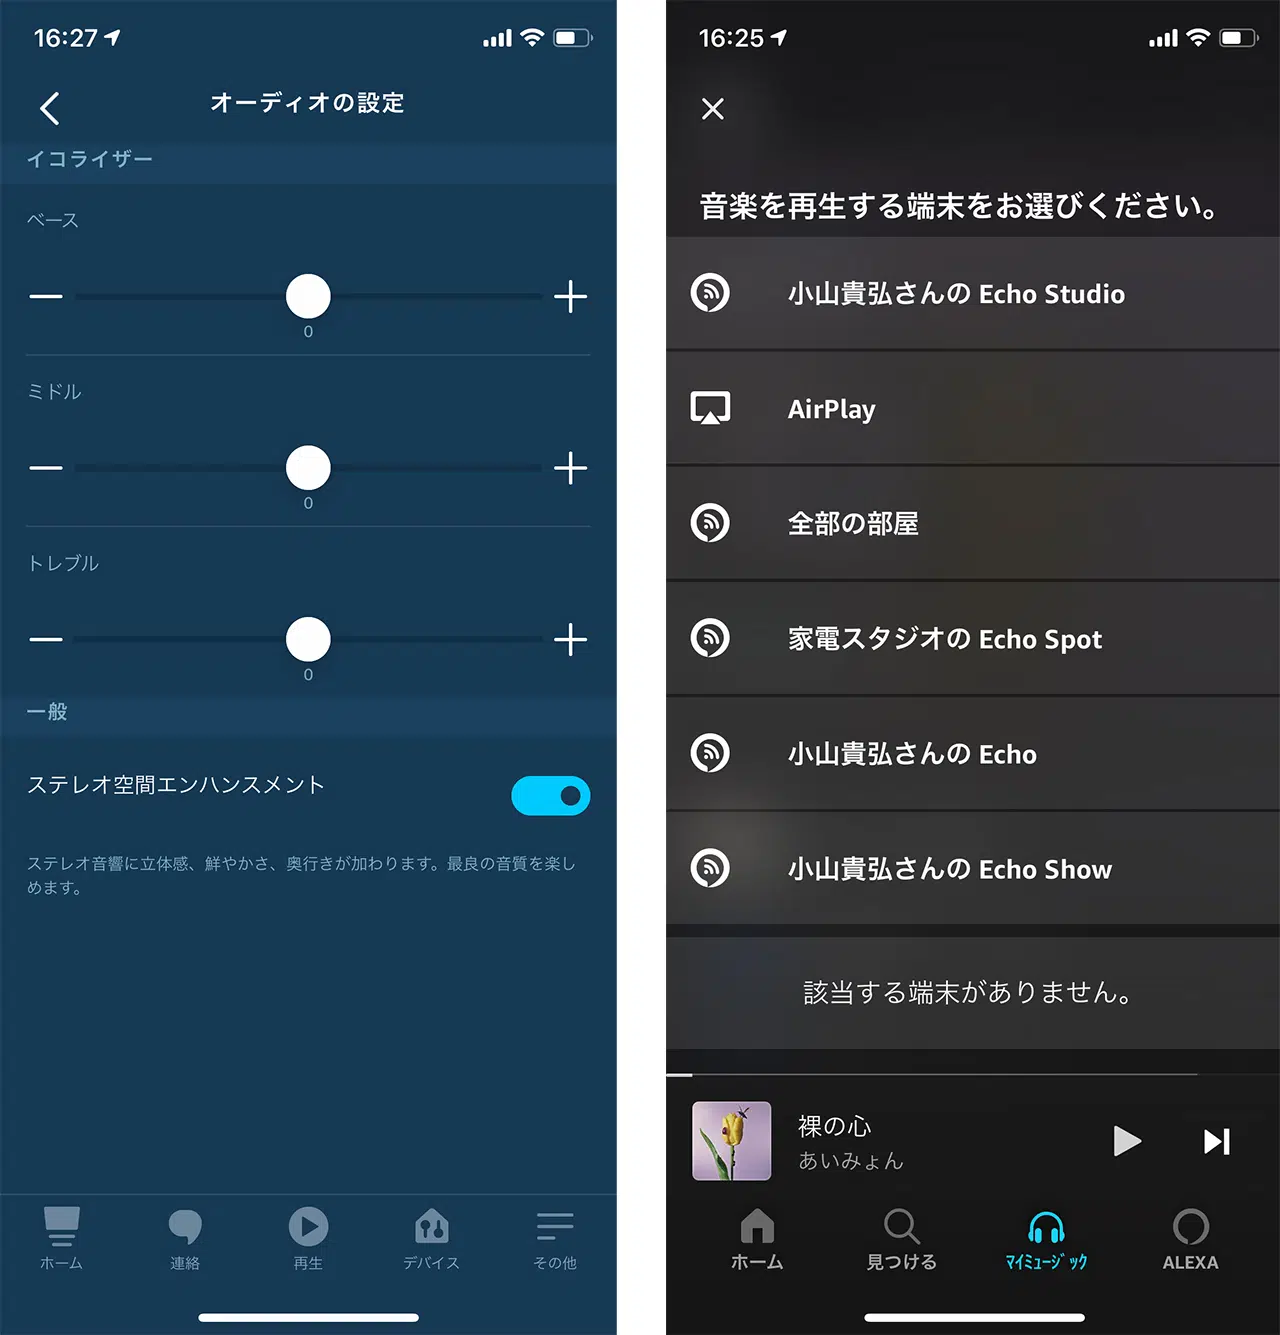 16:27
オーディオの設定
イコライザー
ベース
0
ミドル
0
トレブル
0
一般
ステレオ空間エンハンスメント
ステレオ音響に立体感、鮮やかさ、奥行きが加わります。最良の音質を楽し
めます。
ホーム
連絡
再生
デバイス
その他
16:25
音楽を再生する端末をお選びください。
小山貴弘さんの Echo Studio
AirPlay
全部の部屋
家電スタジオの Echo Spot
小山貴弘さんの Echo
小山貴弘さんの Echo Show
該当する端末がありません。
裸の心
あいみょん
ホーム
見つける
マイミュージック
ALEXA